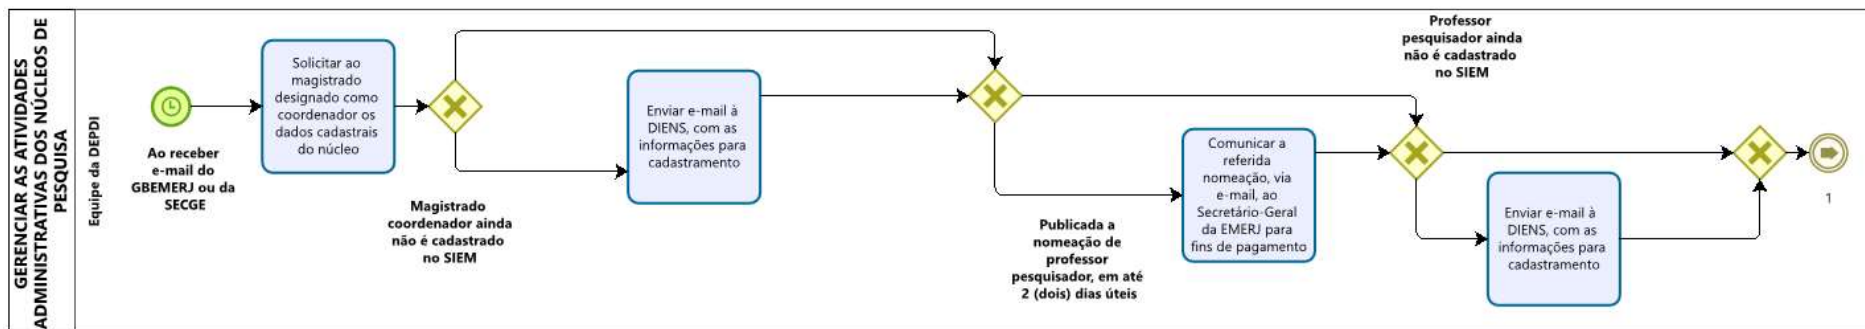 GERENCIAR AS ATIVIDADES
ADMINISTRATIVAS DOS NÚCLEOS DE
PESQUISA
Equipe da DEPDI
Ao receber
e-mail do
GBEMERJ ou da
SECGE
Solicitar ao
magistrado
designado como
coordenador os
dados cadastrais
do núcleo
Magistrado
coordenador ainda
não é cadastrado
no SIEM
Enviar e-mail à
DIENS, com as
informações para
cadastramento
Publicada a
nomeação de
professor
pesquisador, em até
2 (dois) dias úteis
Comunicar a
referida
nomeação, via
e-mail, ao
Secretário-Geral
da EMERJ para
fins de pagamento
Professor
pesquisador ainda
não é cadastrado
no SIEM
Enviar e-mail à
DIENS, com as
informações para
cadastramento
1